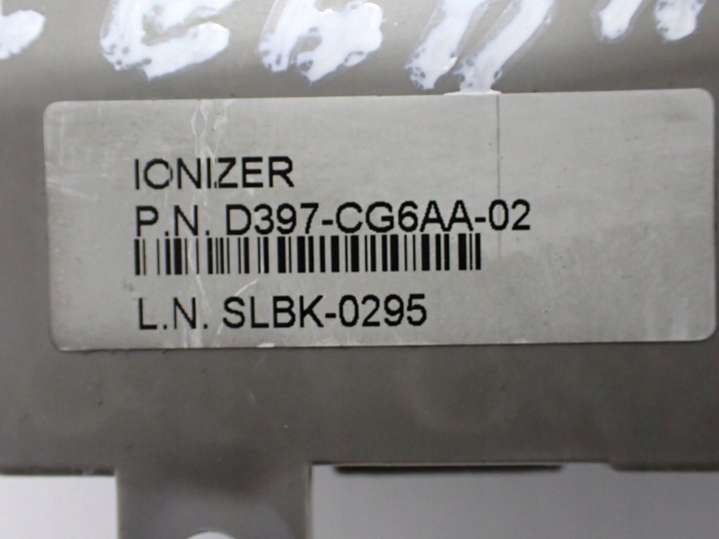 IONIZER
P.N. D397-CG6AA-02
L.N. SLBK-0295